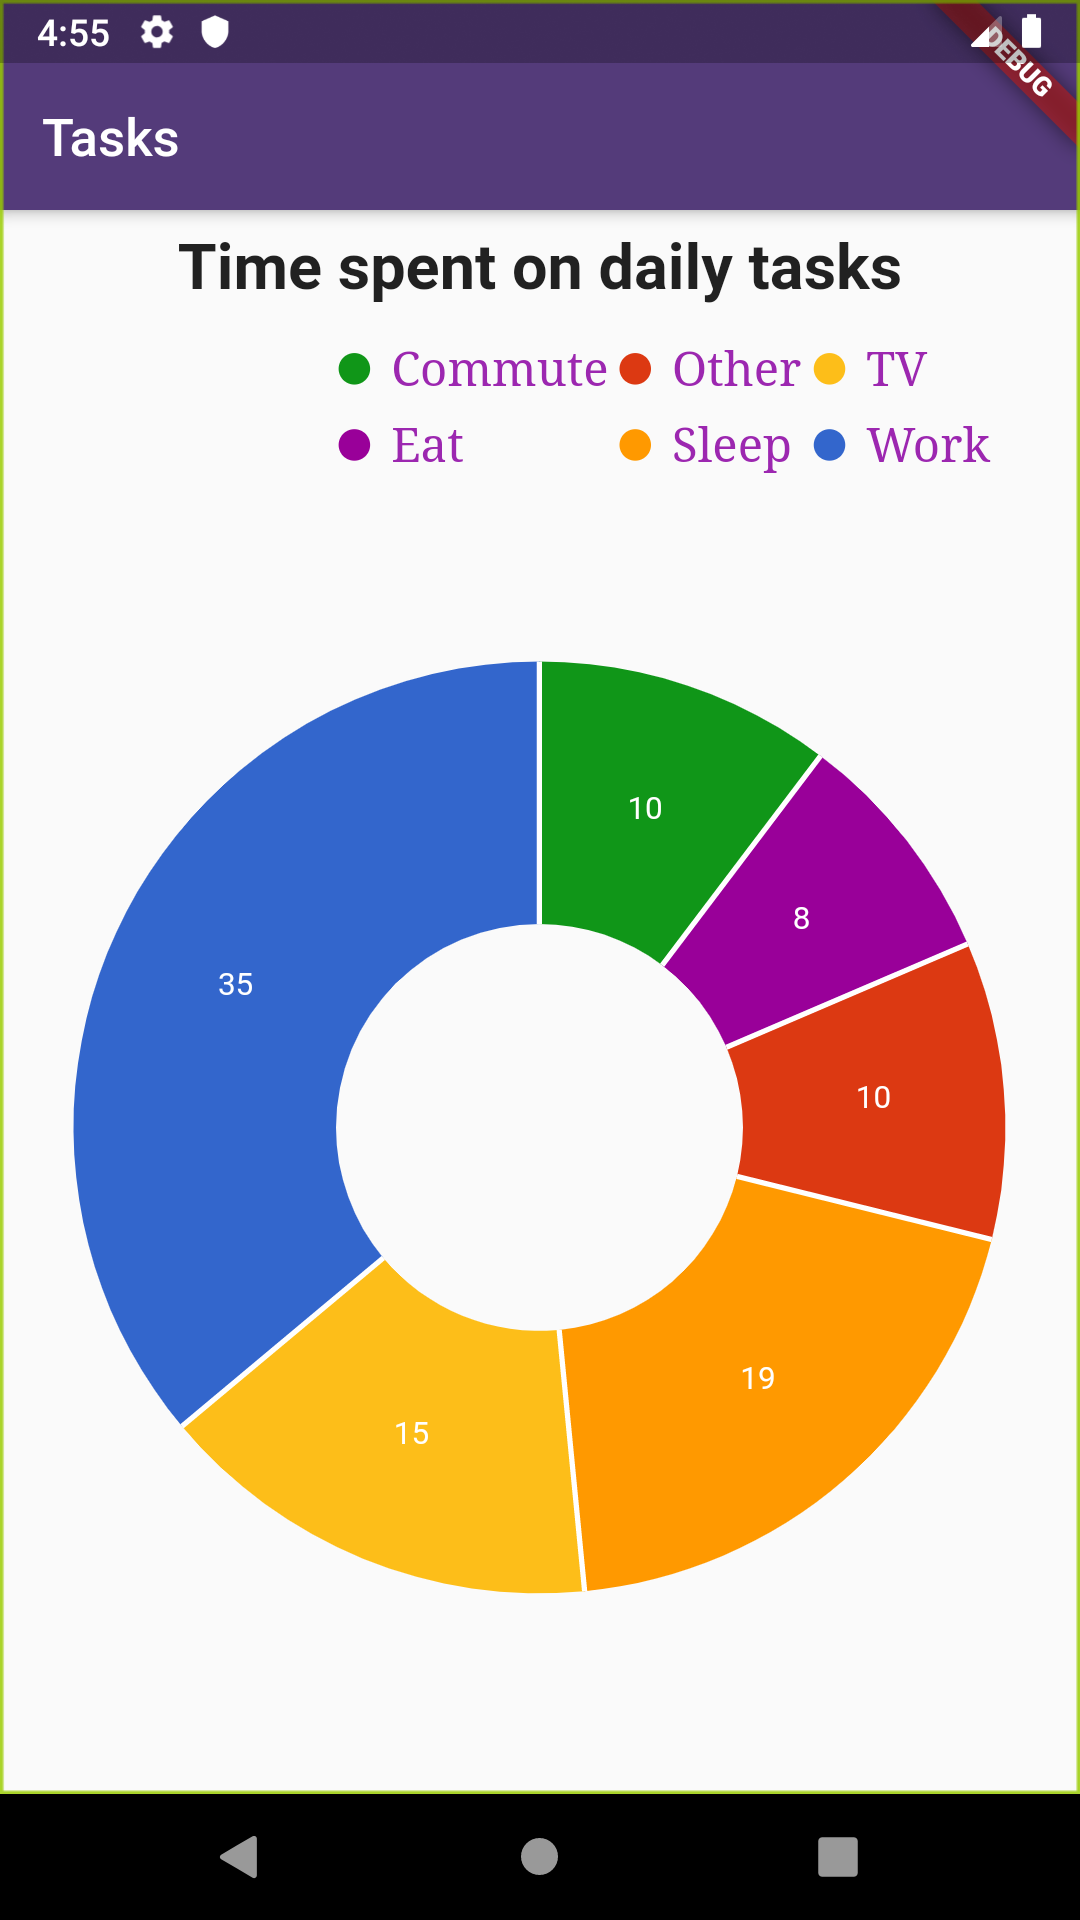 4:55
DEBUG
Tasks
Time spent on daily tasks
Commute Other TV
Eat Sleep Work
10
8
35
10
19
15